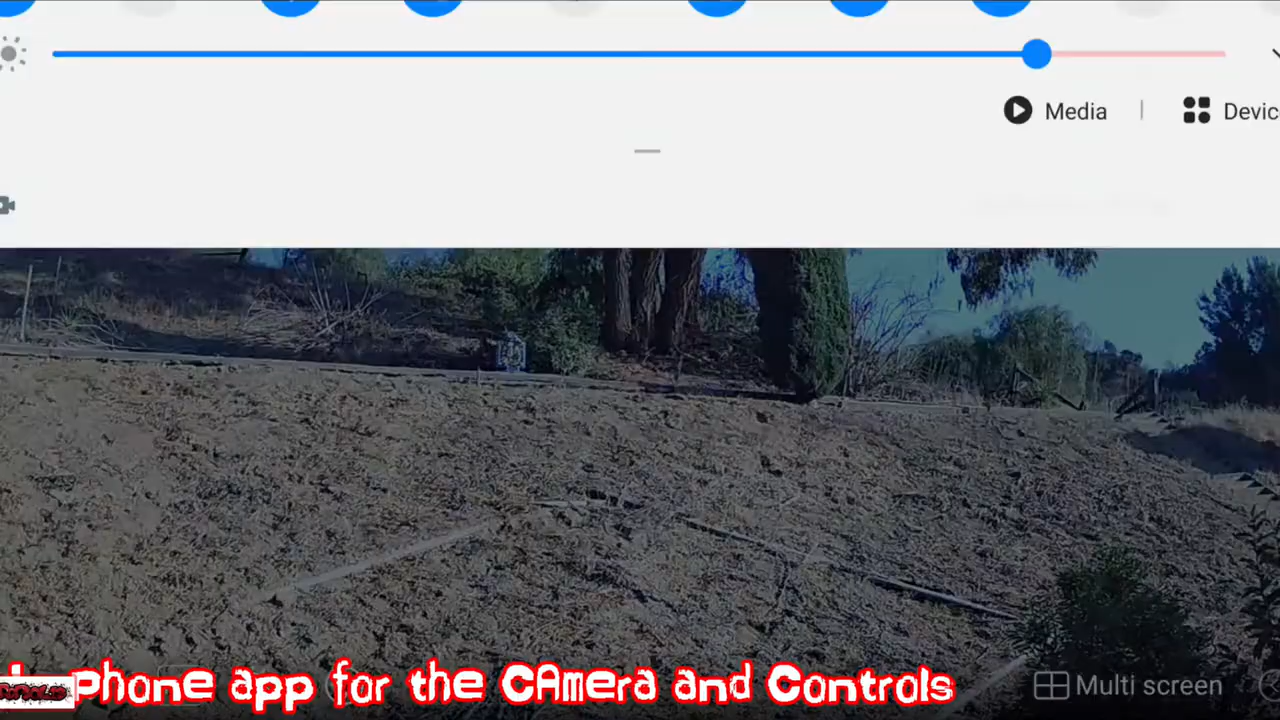 Media | Devic
Phone app for the CAmera and Controls
Multi screen